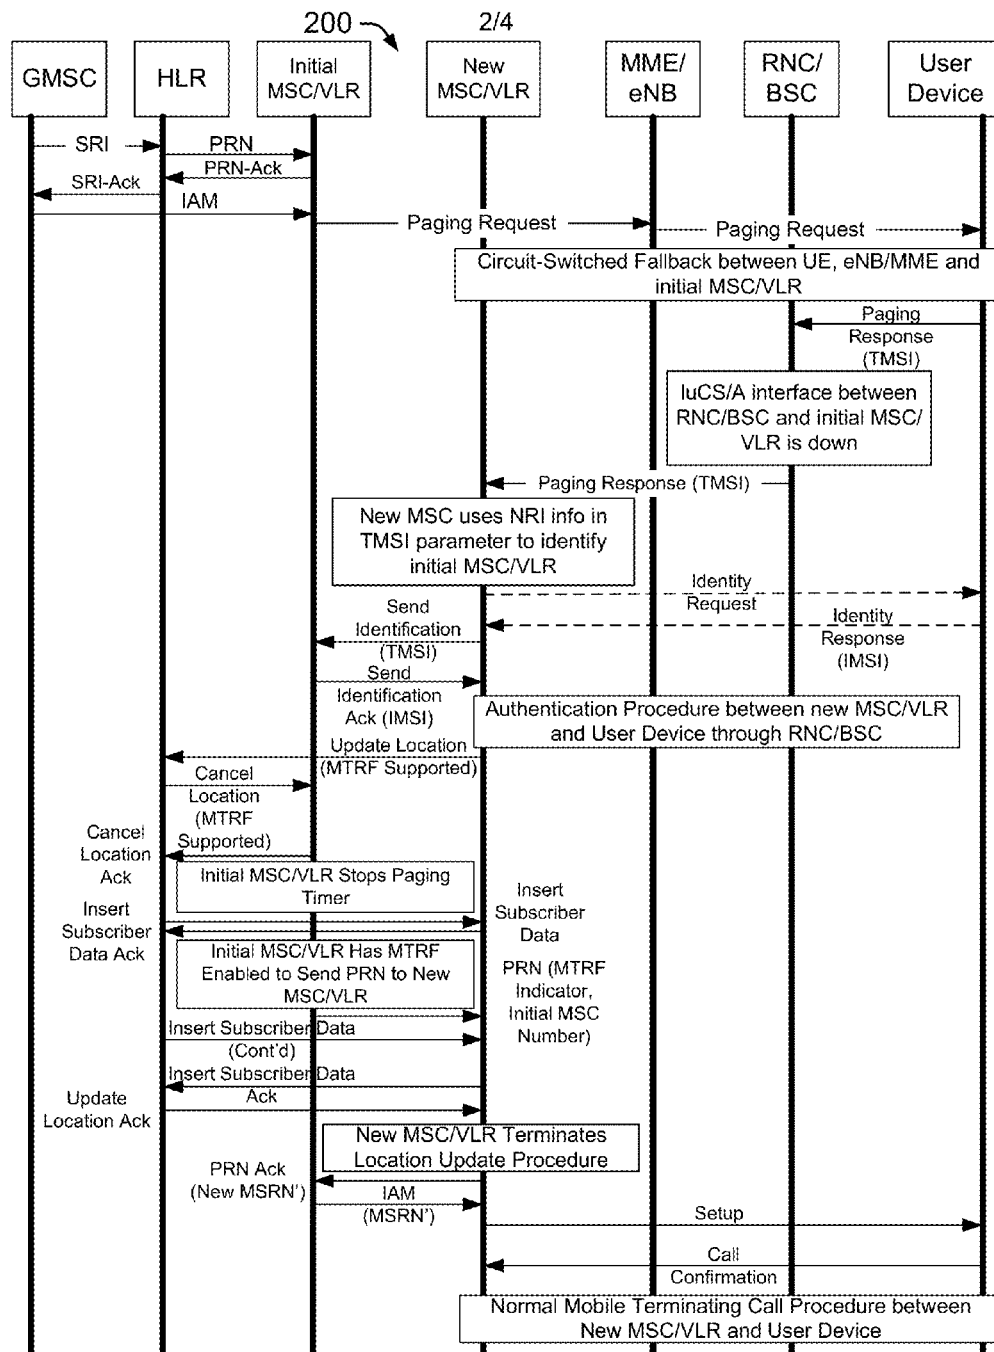 200
2/4
GMSC
HLR
Initial
MSC/VLR
New
MSC/VLR
MME/
eNB
RNC/
BSC
User
Device
SRI
PRN
PRN-Ack
SRI-Ack
IAM
Paging Request
Paging Request
Circuit-Switched Fallback between UE, eNB/MME and
initial MSC/VLR
Paging
Response
(TMSI)
IuCS/A interface between
RNC/BSC and initial MSC/
VLR is down
Paging Response (TMSI)
New MSC uses NRI info in
TMSI parameter to identify
initial MSC/VLR
Identity
Request
Send
Identification
(TMSI)
Identity
Response
(IMSI)
Send
Identification
Ack (IMSI)
Authentication Procedure between new MSC/VLR
and User Device through RNC/BSC
Update Location
(MTRF Supported)
Cancel
Location
(MTRF
Supported)
Cancel
Location
Ack
Initial MSC/VLR Stops Paging
Timer
Insert
Subscriber
Data
Insert
Subscriber
Data Ack
Initial MSC/VLR Has MTRF
Enabled to Send PRN to New
MSC/VLR
PRN (MTRF
Indicator,
Initial MSC
Number)
Insert Subscriber Data
(Cont'd)
Insert Subscriber Data
Ack
Update
Location Ack
New MSC/VLR Terminates
Location Update Procedure
PRN Ack
(New MSRN')
IAM
(MSRN')
Setup
Call
Confirmation
Normal Mobile Terminating Call Procedure between
New MSC/VLR and User Device